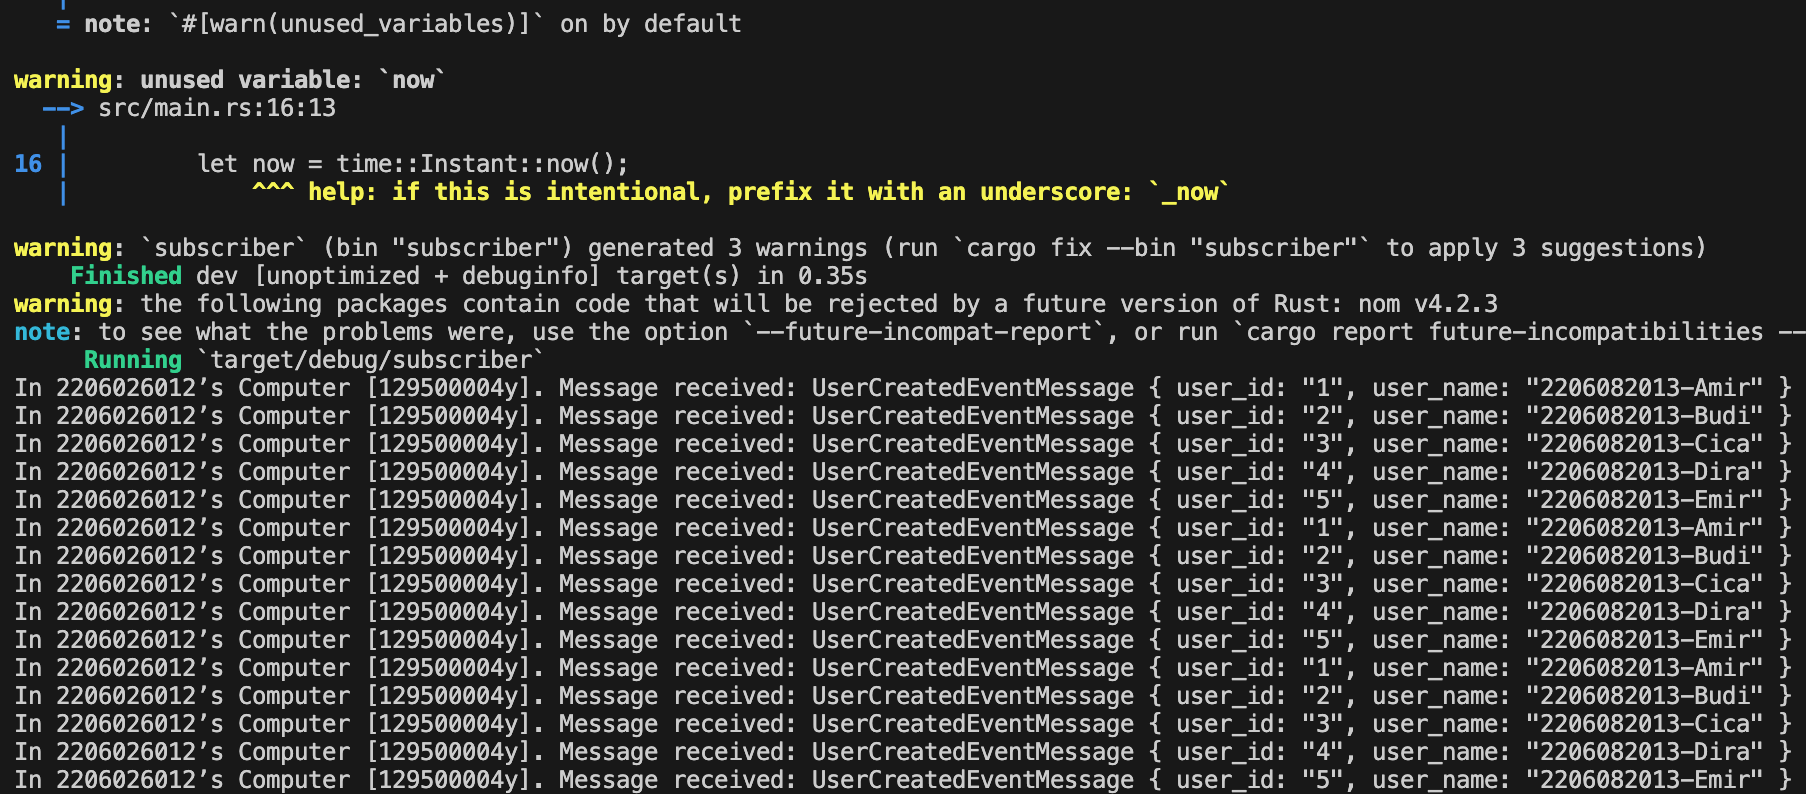 |
= note: `#[warn(unused_variables)]` on by default
warning: unused variable: `now`
--> src/main.rs:16:13
|
16 | let now = time::Instant::now();
| ^^^ help: if this is intentional, prefix it with an underscore: `_now`
warning: `subscriber` (bin "subscriber") generated 3 warnings (run `cargo fix --bin "subscriber"` to apply 3 suggestions)
Finished dev [unoptimized + debuginfo] target(s) in 0.35s
warning: the following packages contain code that will be rejected by a future version of Rust: nom v4.2.3
note: to see what the problems were, use the option `--future-incompat-report`, or run `cargo report future-incompatibilities --
Running `target/debug/subscriber`
In 2206026012’s Computer [129500004y]. Message received: UserCreatedEventMessage { user_id: "1", user_name: "2206082013-Amir" }
In 2206026012’s Computer [129500004y]. Message received: UserCreatedEventMessage { user_id: "2", user_name: "2206082013-Budi" }
In 2206026012’s Computer [129500004y]. Message received: UserCreatedEventMessage { user_id: "3", user_name: "2206082013-Cica" }
In 2206026012’s Computer [129500004y]. Message received: UserCreatedEventMessage { user_id: "4", user_name: "2206082013-Dira" }
In 2206026012’s Computer [129500004y]. Message received: UserCreatedEventMessage { user_id: "5", user_name: "2206082013-Emir" }
In 2206026012’s Computer [129500004y]. Message received: UserCreatedEventMessage { user_id: "1", user_name: "2206082013-Amir" }
In 2206026012’s Computer [129500004y]. Message received: UserCreatedEventMessage { user_id: "2", user_name: "2206082013-Budi" }
In 2206026012’s Computer [129500004y]. Message received: UserCreatedEventMessage { user_id: "3", user_name: "2206082013-Cica" }
In 2206026012’s Computer [129500004y]. Message received: UserCreatedEventMessage { user_id: "4", user_name: "2206082013-Dira" }
In 2206026012’s Computer [129500004y]. Message received: UserCreatedEventMessage { user_id: "5", user_name: "2206082013-Emir" }
In 2206026012’s Computer [129500004y]. Message received: UserCreatedEventMessage { user_id: "1", user_name: "2206082013-Amir" }
In 2206026012’s Computer [129500004y]. Message received: UserCreatedEventMessage { user_id: "2", user_name: "2206082013-Budi" }
In 2206026012’s Computer [129500004y]. Message received: UserCreatedEventMessage { user_id: "3", user_name: "2206082013-Cica" }
In 2206026012’s Computer [129500004y]. Message received: UserCreatedEventMessage { user_id: "4", user_name: "2206082013-Dira" }
In 2206026012’s Computer [129500004y]. Message received: UserCreatedEventMessage { user_id: "5", user_name: "2206082013-Emir" }